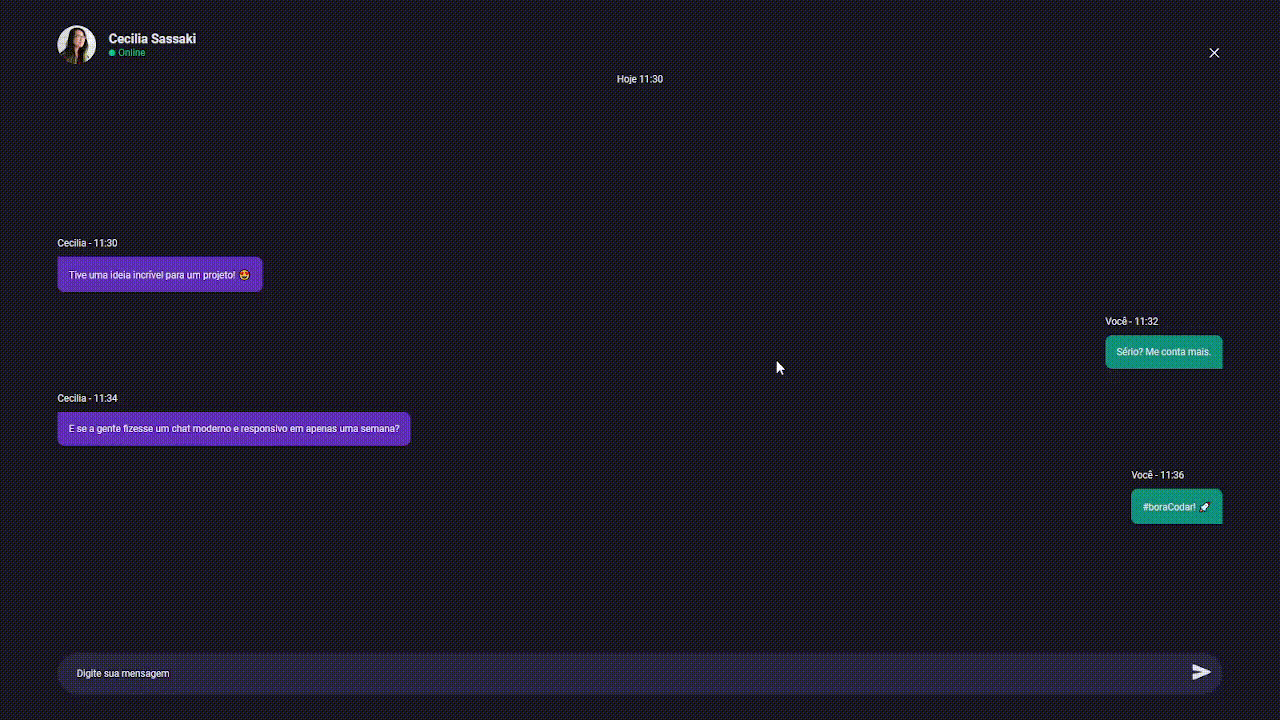 Cecilia Sassaki
Online
Hoje 11:30
Cecilia - 11:30
Tive uma ideia incrível para um projeto! 🤩
Você - 11:32
Sério? Me conta mais.
Cecilia - 11:34
E se a gente fizesse um chat moderno e responsivo em apenas uma semana?
Você - 11:36
#boraCodar! 🚀
Digite sua mensagem